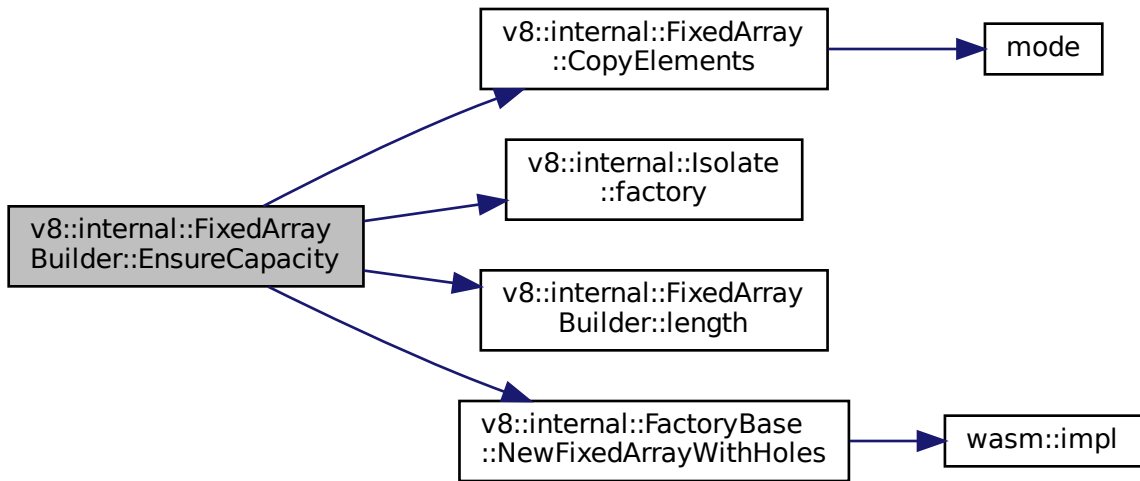 v8::internal::FixedArray
::CopyElements
mode
v8::internal::Isolate
::factory
v8::internal::FixedArray
Builder::EnsureCapacity
v8::internal::FixedArray
Builder::length
v8::internal::FactoryBase
::NewFixedArrayWithHoles
wasm::impl